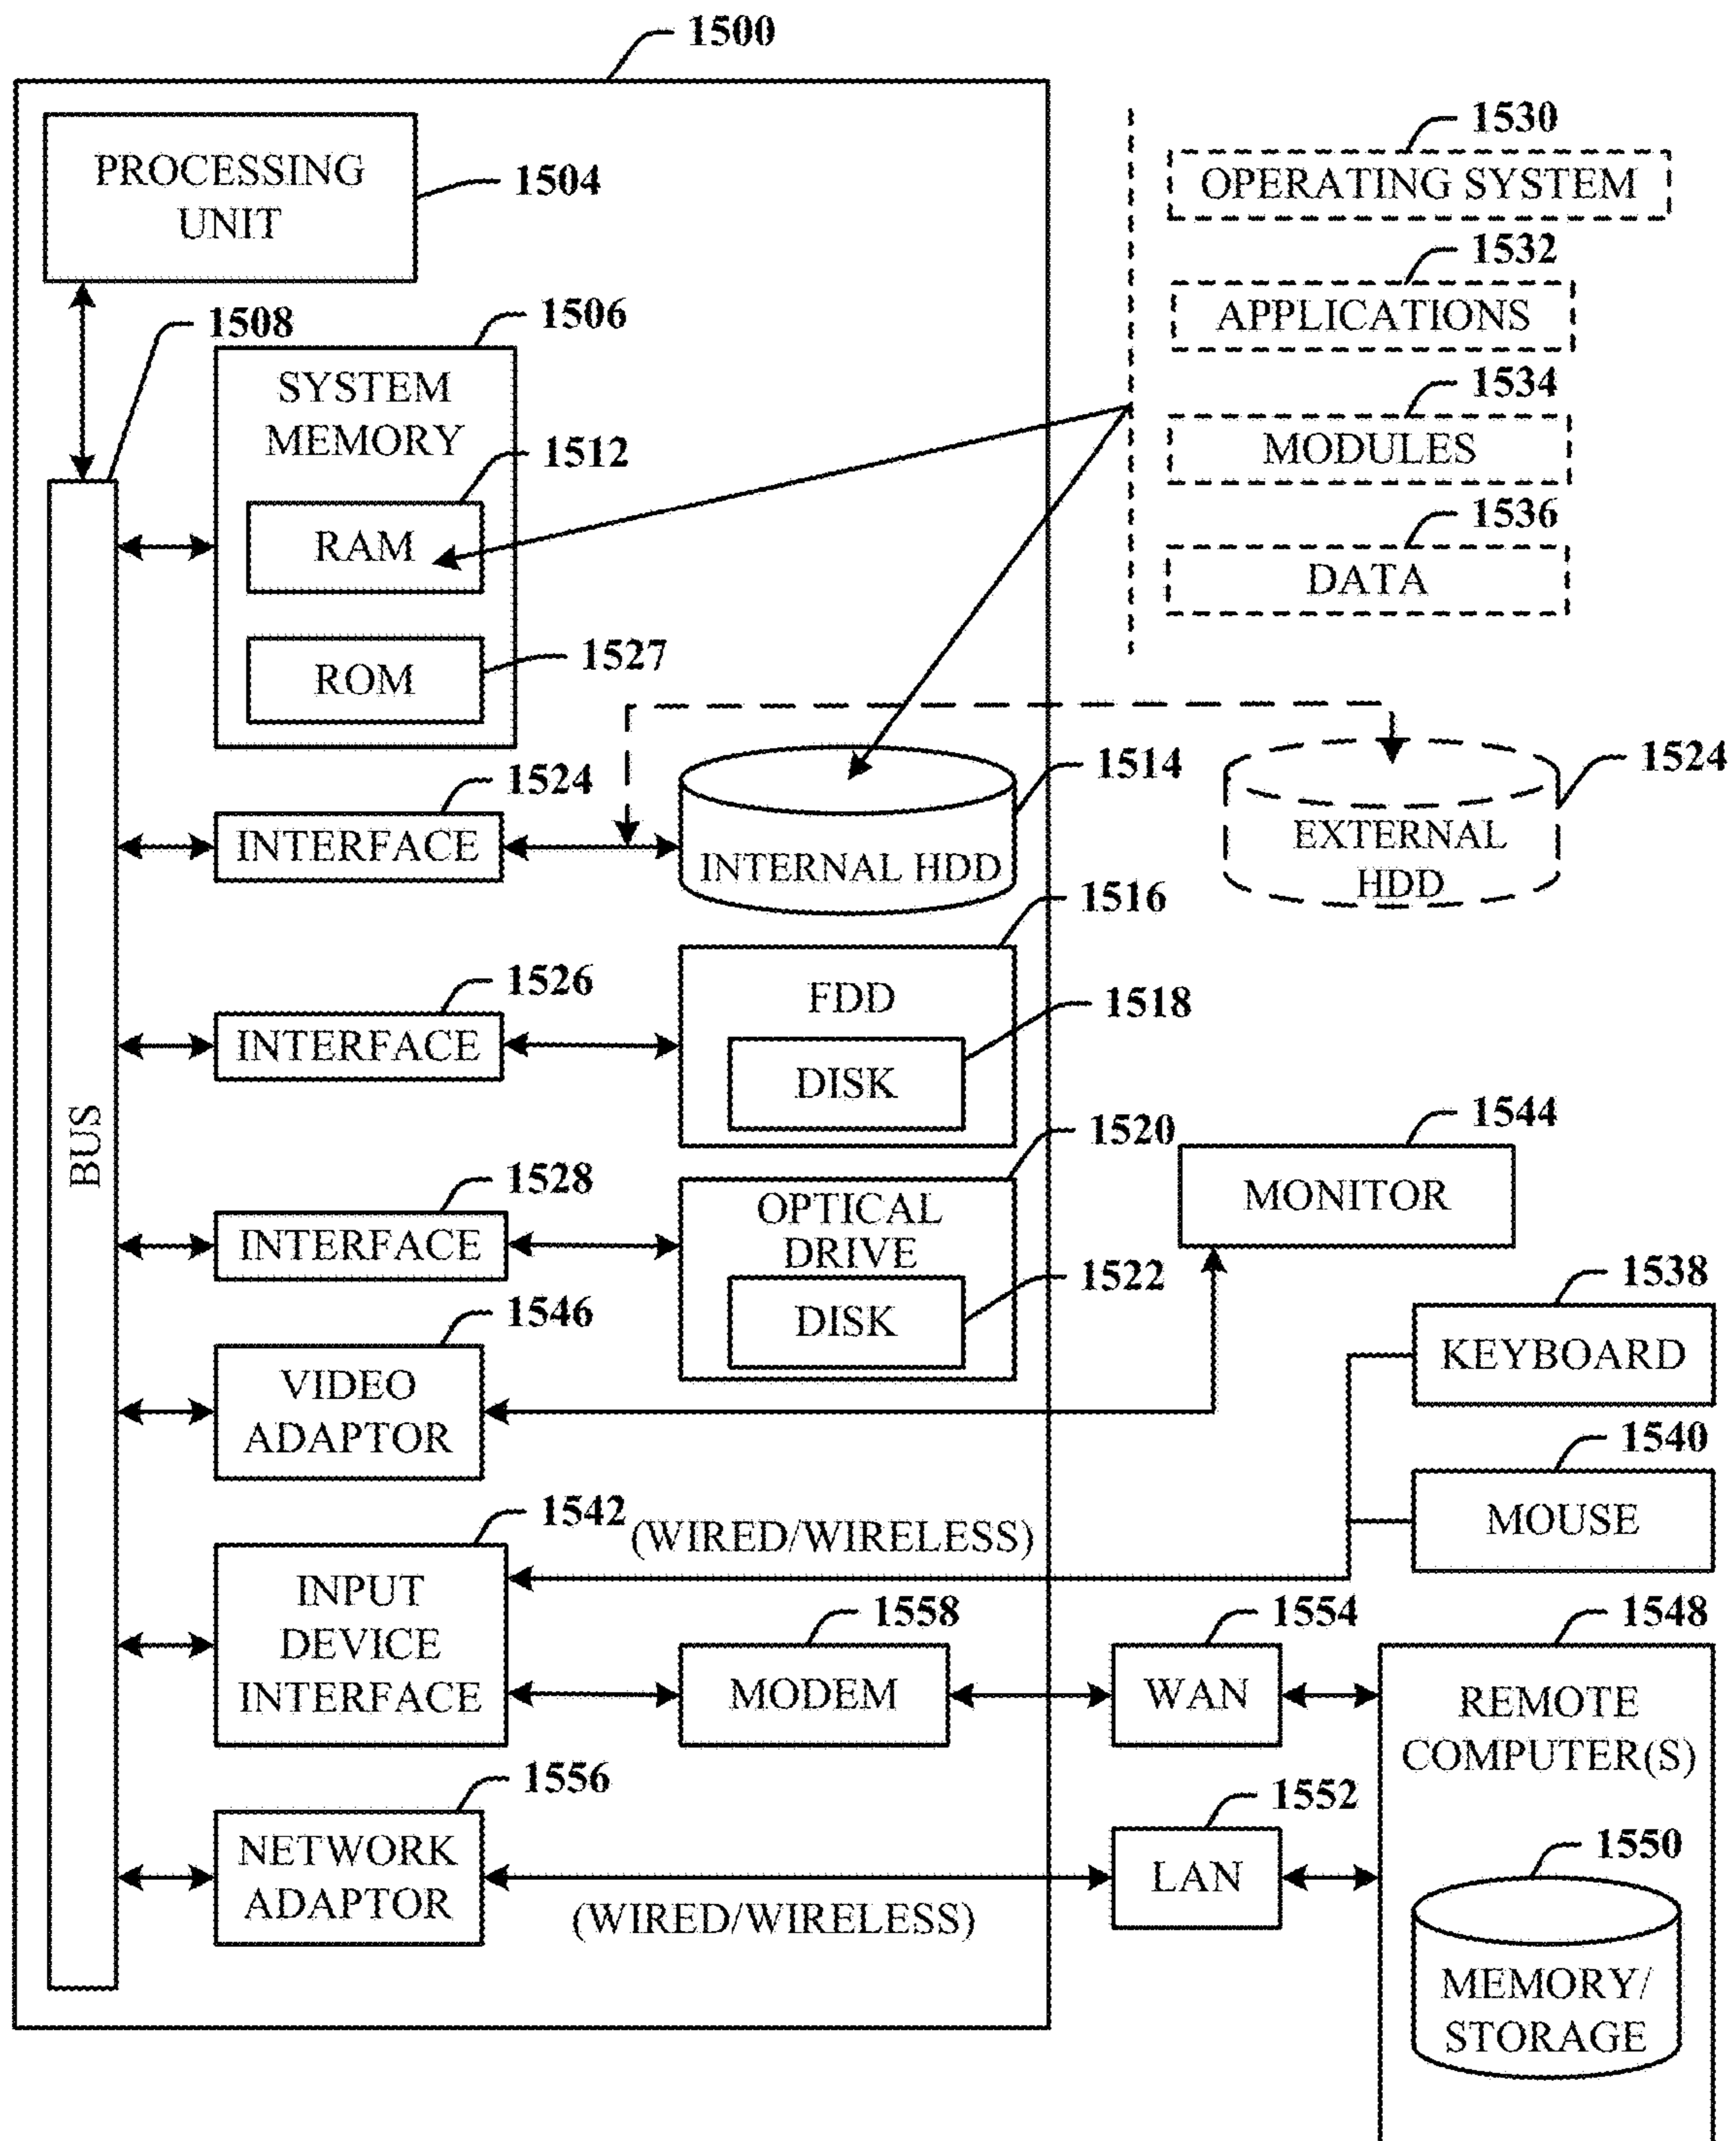 1500
PROCESSING
UNIT
1504
1530
OPERATING SYSTEM
1532
APPLICATIONS
1534
MODULES
1536
DATA
1508
1506
SYSTEM
MEMORY
1512
RAM
1527
ROM
BUS
1524
INTERFACE
1514
INTERNAL HDD
1524
EXTERNAL
HDD
1516
FDD
1526
INTERFACE
1518
DISK
1520
OPTICAL
DRIVE
1528
INTERFACE
1522
DISK
1544
MONITOR
1546
VIDEO
ADAPTOR
1538
KEYBOARD
1540
MOUSE
1542
(WIRED/WIRELESS)
INPUT
DEVICE
INTERFACE
1558
MODEM
1554
WAN
1548
REMOTE
COMPUTER(S)
1556
NETWORK
ADAPTOR
(WIRED/WIRELESS)
1552
LAN
1550
MEMORY/
STORAGE